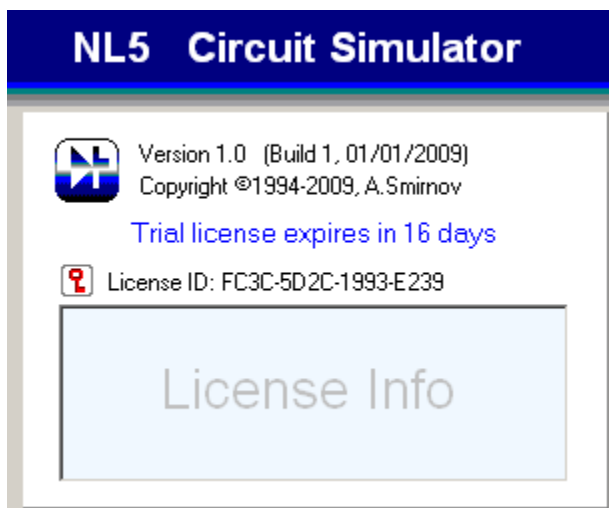 NL5 Circuit Simulator
Version 1.0 (Build 1, 01/01/2009)
Copyright ©1994-2009, A.Smirnov
Trial license expires in 16 days
License ID: FC3C-5D2C-1993-E239
License Info